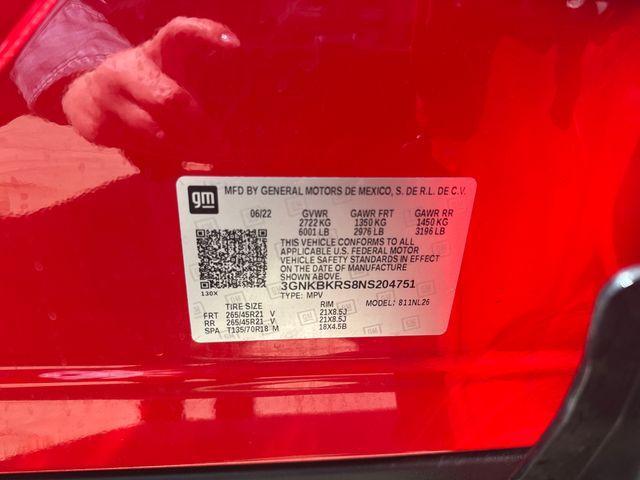 gm MFD BY GENERAL MOTORS DE MEXICO, S. DE R.L. DE C.V.
06/22 GVWR GAWR FRT GAWR RR
2722 KG 1350 KG 1450 KG
6001 LB 2976 LB 3196 LB
THIS VEHICLE CONFORMS TO ALL
APPLICABLE U.S. FEDERAL MOTOR
VEHICLE SAFETY STANDARDS IN EFFECT
ON THE DATE OF MANUFACTURE
SHOWN ABOVE.
3GNKBKRS8NS204751
130X TYPE: MPV MODEL: 811NL26
TIRE SIZE RIM
FRT 265/45R21 V 21X8.5J
RR 265/45R21 V 21X8.5J
SPA T135/70R18 M 18X4.5B